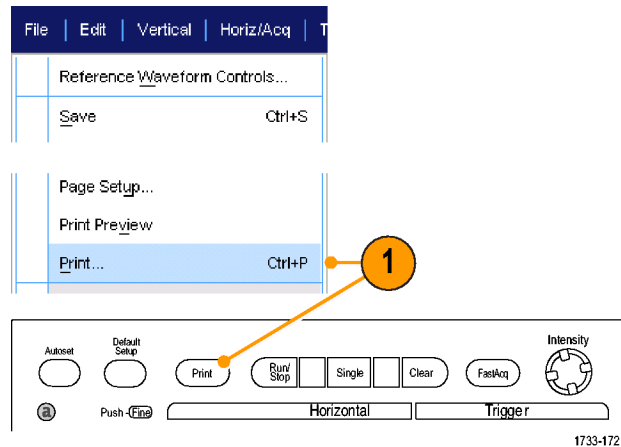 File | Edit | Vertical | Horiz/Acq | T
Reference Waveform Controls...
Save Ctrl+S
Page Setup...
Print Preview
Print... Ctrl+P
1
Autoset
Default
Setup
Print
Run/
Stop
Single
Clear
FastAcq
Intensity
a
Push-Fine
Horizontal
Trigger
1733-172